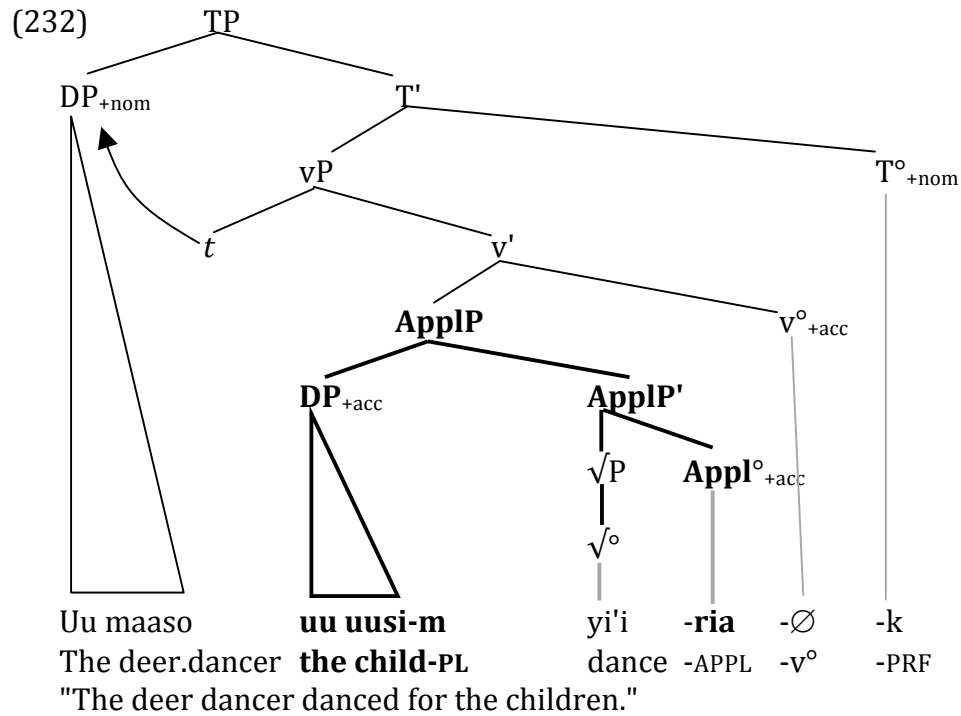 (232) TP
DP+nom T'
vP T°+nom
t v'
ApplP v°+acc
DP+acc ApplP'
√P Appl°+acc
√°
Uu maaso uu uusi-m yi'i -ria -∅ -k
The deer.dancer the child-PL dance -APPL -v° -PRF
"The deer dancer danced for the children."